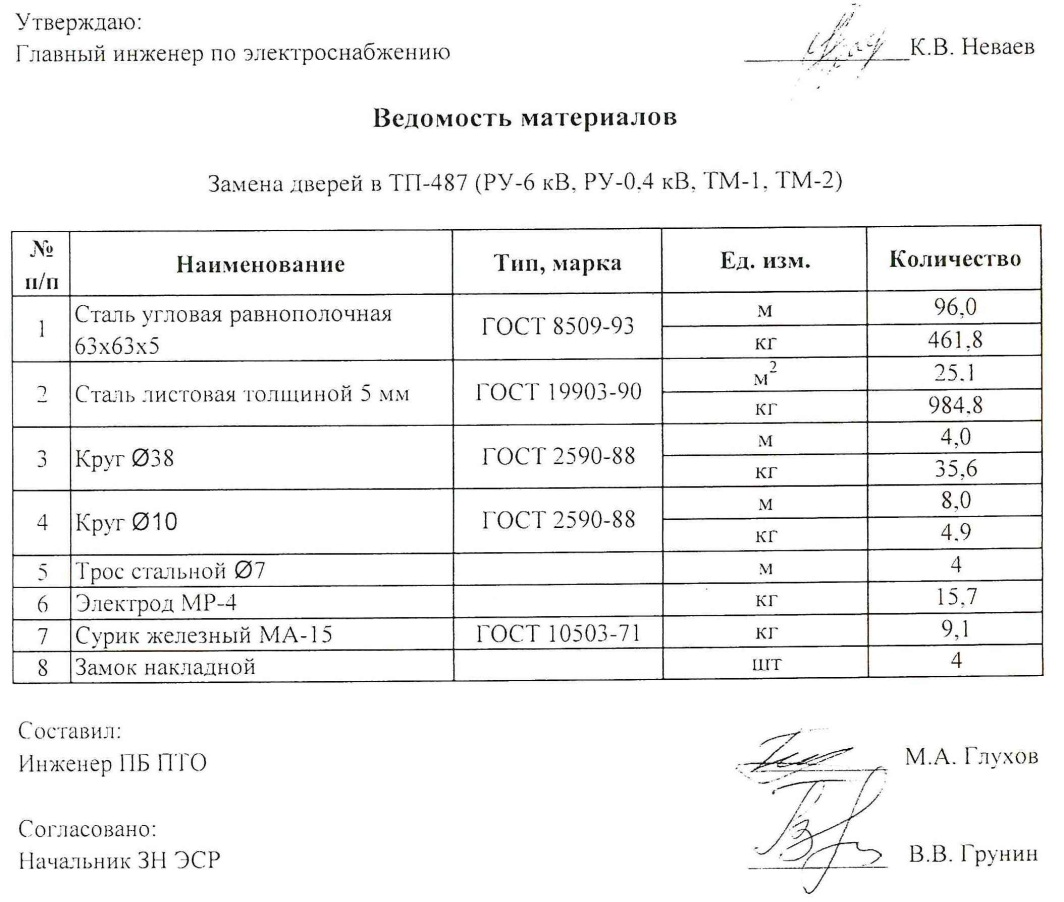 Утверждаю:
Главный инженер по электроснабжению
К.В. Неваев
Ведомость материалов
Замена дверей в ТП-487 (РУ-6 кВ, РУ-0,4 кВ, ТМ-1, ТМ-2)
№ п/п Наименование Тип, марка Ед. изм. Количество
1 Сталь угловая равнополочная 63х63х5 ГОСТ 8509-93 м 96,0
кг 461,8
2 Сталь листовая толщиной 5 мм ГОСТ 19903-90 м² 25,1
кг 984,8
3 Круг Ø38 ГОСТ 2590-88 м 4,0
кг 35,6
4 Круг Ø10 ГОСТ 2590-88 м 8,0
кг 4,9
5 Трос стальной Ø7 м 4
6 Электрод МР-4 кг 15,7
7 Сурик железный МА-15 ГОСТ 10503-71 кг 9,1
8 Замок накладной шт 4
Составил:
Инженер ПБ ПТО
М.А. Глухов
Согласовано:
Начальник ЗН ЭСР
В.В. Грунин